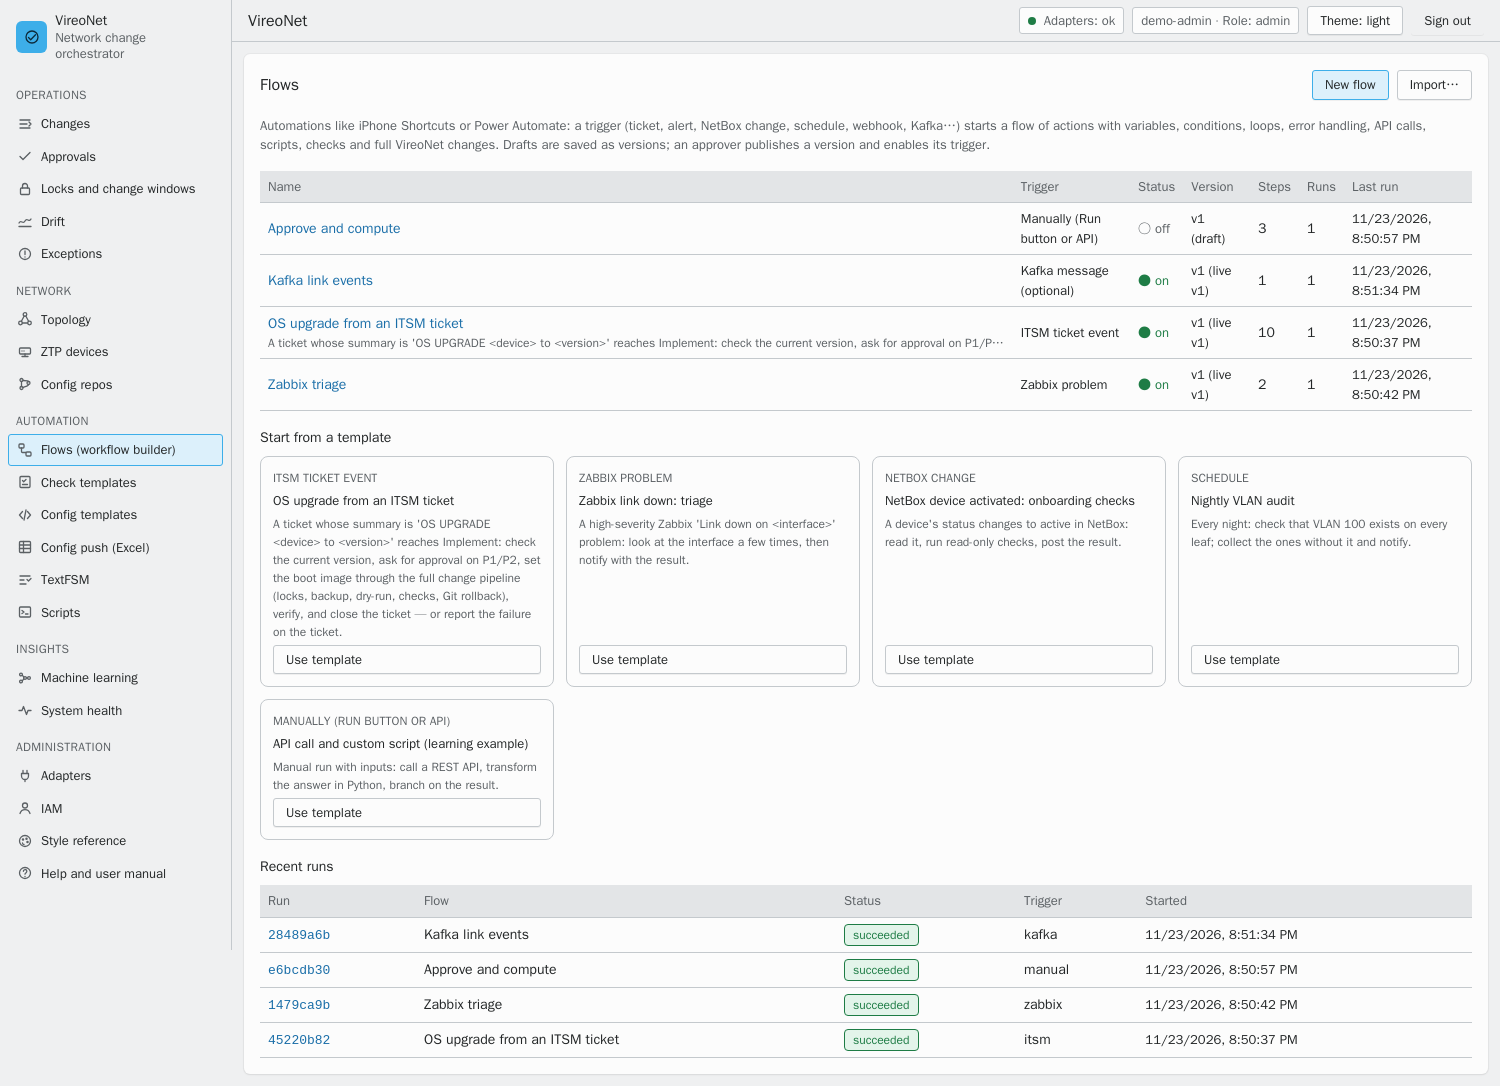 VireoNet
Network change
orchestrator
OPERATIONS
Changes
Approvals
Locks and change windows
Drift
Exceptions
NETWORK
Topology
ZTP devices
Config repos
AUTOMATION
Flows (workflow builder)
Check templates
Config templates
Config push (Excel)
TextFSM
Scripts
INSIGHTS
Machine learning
System health
ADMINISTRATION
Adapters
IAM
Style reference
Help and user manual
VireoNet
Adapters: ok
demo-admin · Role: admin
Theme: light
Sign out
Flows
New flow
Import···
Automations like iPhone Shortcuts or Power Automate: a trigger (ticket, alert, NetBox change, schedule, webhook, Kafka···) starts a flow of actions with variables, conditions, loops, error handling, API calls,
scripts, checks and full VireoNet changes. Drafts are saved as versions; an approver publishes a version and enables its trigger.
Name Trigger Status Version Steps Runs Last run
Approve and compute
Manually (Run
button or API)
off
v1
(draft)
3
1
11/23/2026,
8:50:57 PM
Kafka link events
Kafka message
(optional)
on
v1 (live
v1)
1
1
11/23/2026,
8:51:34 PM
OS upgrade from an ITSM ticket
A ticket whose summary is 'OS UPGRADE <device> to <version>' reaches Implement: check the current version, ask for approval on P1/P···
ITSM ticket event
on
v1 (live
v1)
10
1
11/23/2026,
8:50:37 PM
Zabbix triage
Zabbix problem
on
v1 (live
v1)
2
1
11/23/2026,
8:50:42 PM
Start from a template
ITSM TICKET EVENT
OS upgrade from an ITSM ticket
A ticket whose summary is 'OS UPGRADE
<device> to <version>' reaches Implement: check
the current version, ask for approval on P1/P2, set
the boot image through the full change pipeline
(locks, backup, dry-run, checks, Git rollback),
verify, and close the ticket — or report the failure
on the ticket.
Use template
ZABBIX PROBLEM
Zabbix link down: triage
A high-severity Zabbix 'Link down on <interface>'
problem: look at the interface a few times, then
notify with the result.
Use template
NETBOX CHANGE
NetBox device activated: onboarding checks
A device's status changes to active in NetBox:
read it, run read-only checks, post the result.
Use template
SCHEDULE
Nightly VLAN audit
Every night: check that VLAN 100 exists on every
leaf; collect the ones without it and notify.
Use template
MANUALLY (RUN BUTTON OR API)
API call and custom script (learning example)
Manual run with inputs: call a REST API, transform
the answer in Python, branch on the result.
Use template
Recent runs
Run Flow Status Trigger Started
28489a6b Kafka link events succeeded kafka 11/23/2026, 8:51:34 PM
e6bcdb30 Approve and compute succeeded manual 11/23/2026, 8:50:57 PM
1479ca9b Zabbix triage succeeded zabbix 11/23/2026, 8:50:42 PM
45220b82 OS upgrade from an ITSM ticket succeeded itsm 11/23/2026, 8:50:37 PM